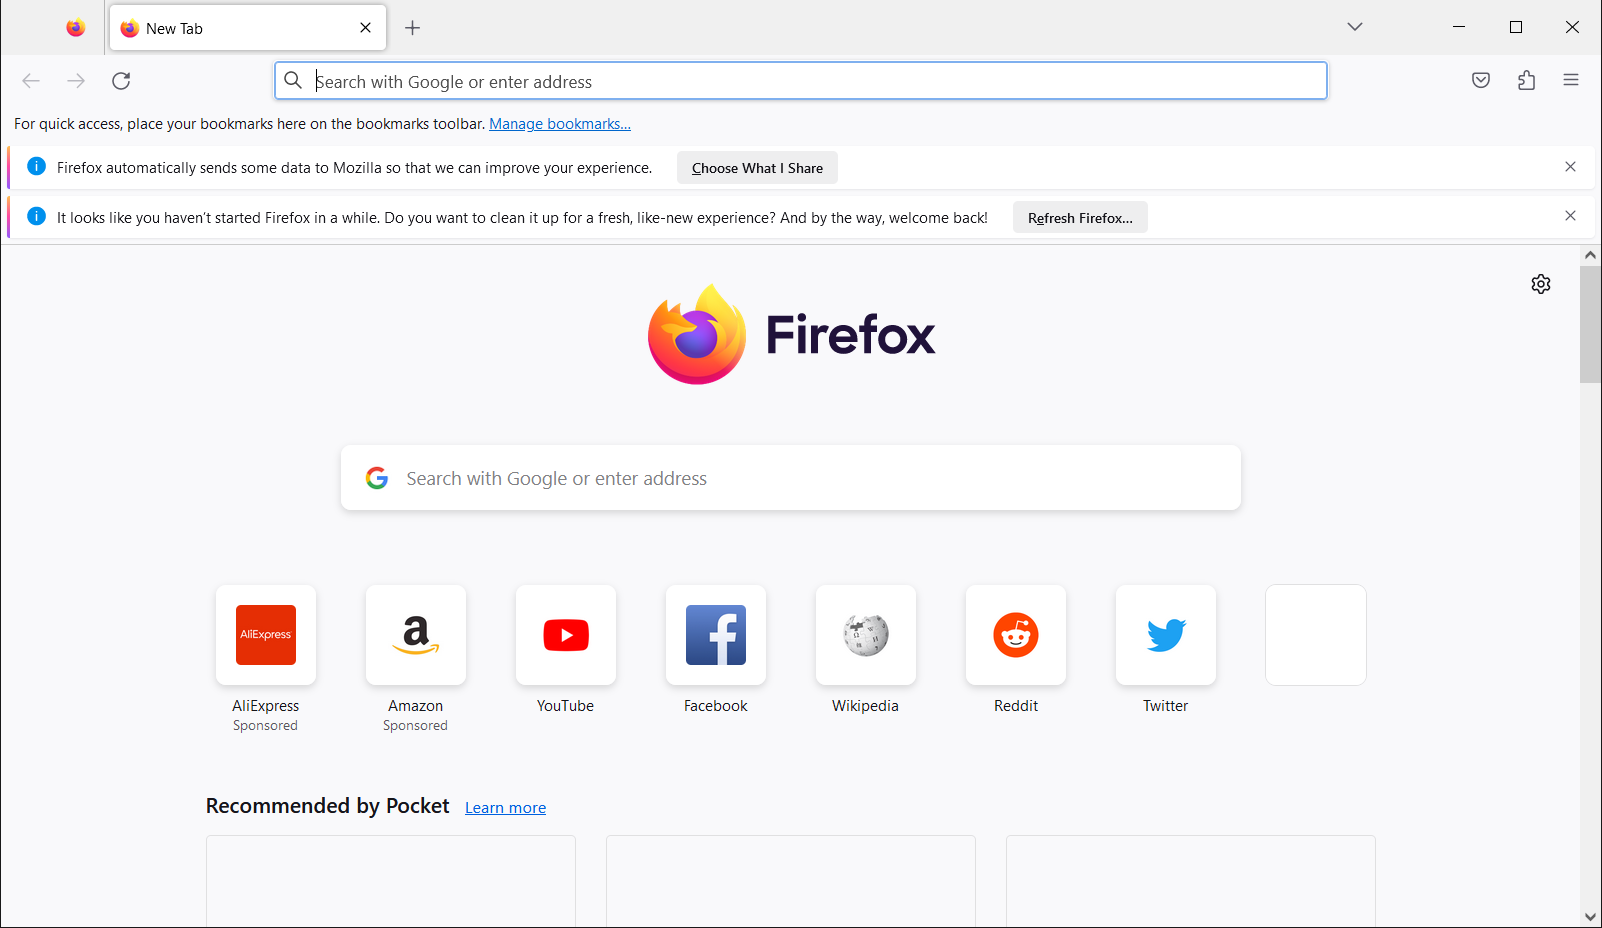 New Tab
Search with Google or enter address
For quick access, place your bookmarks here on the bookmarks toolbar. Manage bookmarks...
Firefox automatically sends some data to Mozilla so that we can improve your experience. Choose What I Share
It looks like you haven't started Firefox in a while. Do you want to clean it up for a fresh, like-new experience? And by the way, welcome back! Refresh Firefox...
Firefox
Search with Google or enter address
AliExpress
a
AliExpress Amazon YouTube Facebook Wikipedia Reddit Twitter
Sponsored Sponsored
Recommended by Pocket Learn more